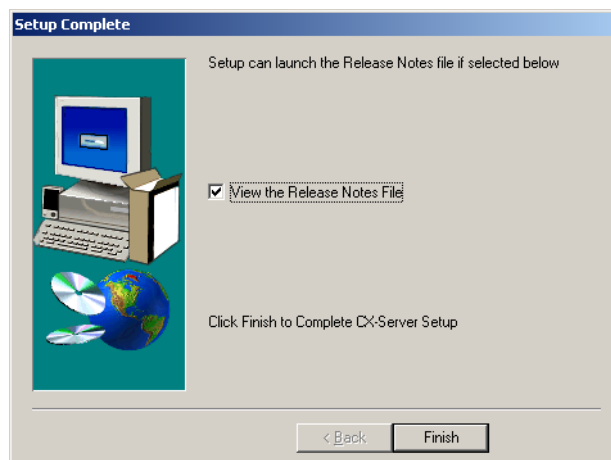 Setup Complete
Setup can launch the Release Notes file if selected below
View the Release Notes File
Click Finish to Complete CX-Server Setup
< Back
Finish